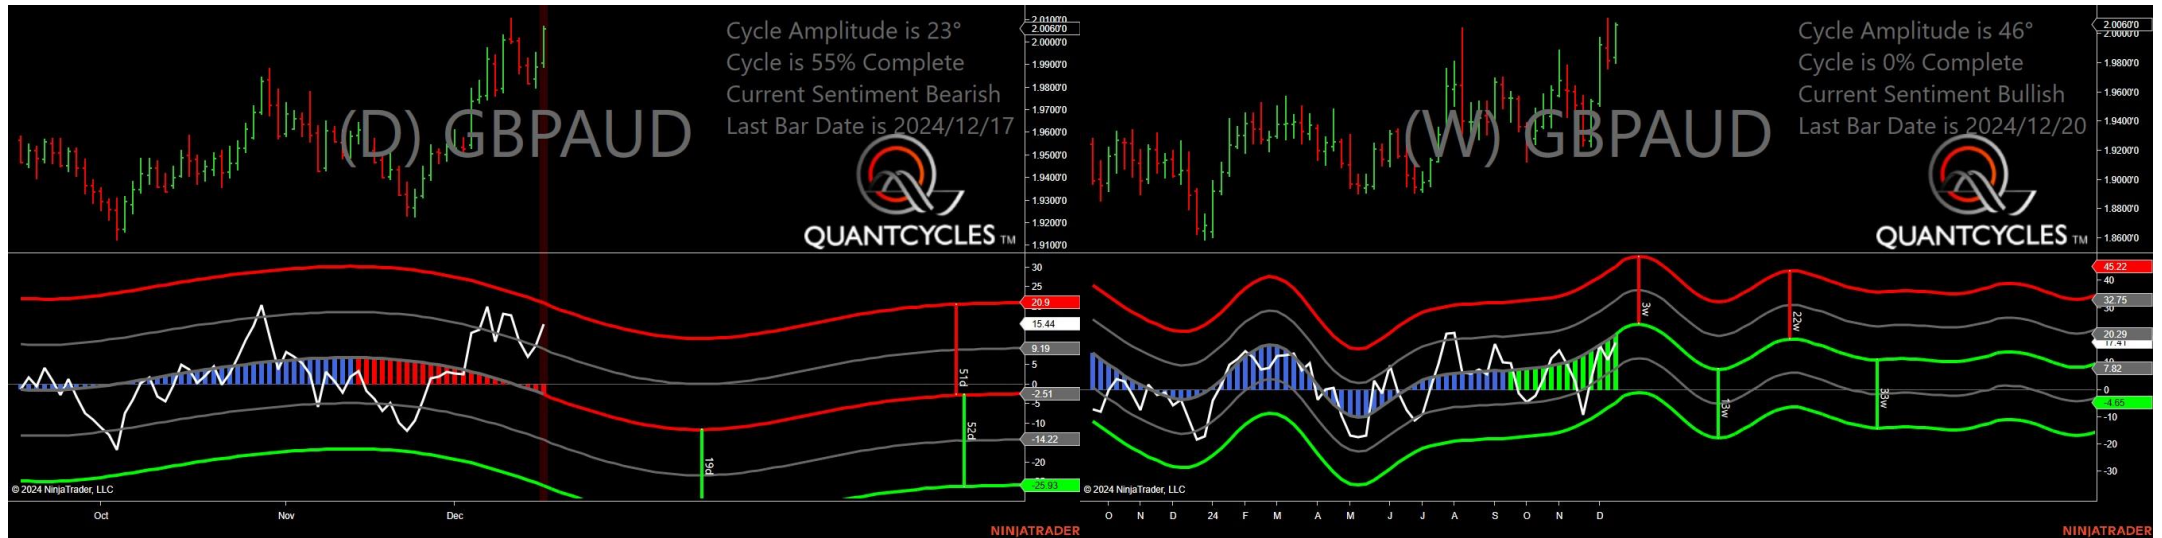 Cycle Amplitude is 23°
Cycle is 55% Complete
Current Sentiment Bearish
Last Bar Date is 2024/12/17
(D) GBPAUD
QUANTCYCLES TM
2.0100'0
2.0060'0
2.0000'0
1.9900'0
1.9800'0
1.9700'0
1.9600'0
1.9500'0
1.9400'0
1.9300'0
1.9200'0
1.9100'0
30
25
20.9
15.44
9.19
5
0
-2.51
-5
-10
-14.22
-20
-25.93
51d
52d
19d
© 2024 NinjaTrader, LLC
Oct Nov Dec
NINJATRADER
Cycle Amplitude is 46°
Cycle is 0% Complete
Current Sentiment Bullish
Last Bar Date is 2024/12/20
(W) GBPAUD
QUANTCYCLES TM
2.0060'0
2.0000'0
1.9800'0
1.9600'0
1.9400'0
1.9200'0
1.9000'0
1.8800'0
1.8600'0
45.22
40
32.75
30
20.29
17.41
10
7.82
0
-4.65
-10
-20
-30
3w
22w
13w
33w
© 2024 NinjaTrader, LLC
O N D 24 F M A M J J A S O N D
NINJATRADER